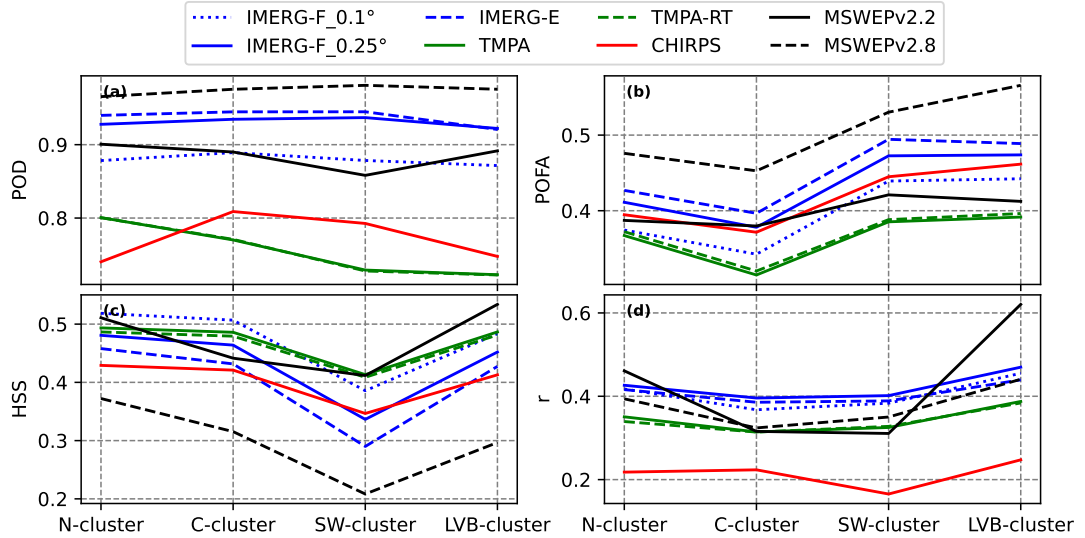 IMERG-F_0.1° IMERG-E TMPA-RT MSWEPv2.2
IMERG-F_0.25° TMPA CHIRPS MSWEPv2.8
(a) (b)
POD 0.9 0.8
POFA 0.5 0.4
(c) (d)
HSS 0.5 0.4 0.3 0.2
r 0.6 0.4 0.2
N-cluster C-cluster SW-cluster LVB-cluster N-cluster C-cluster SW-cluster LVB-cluster